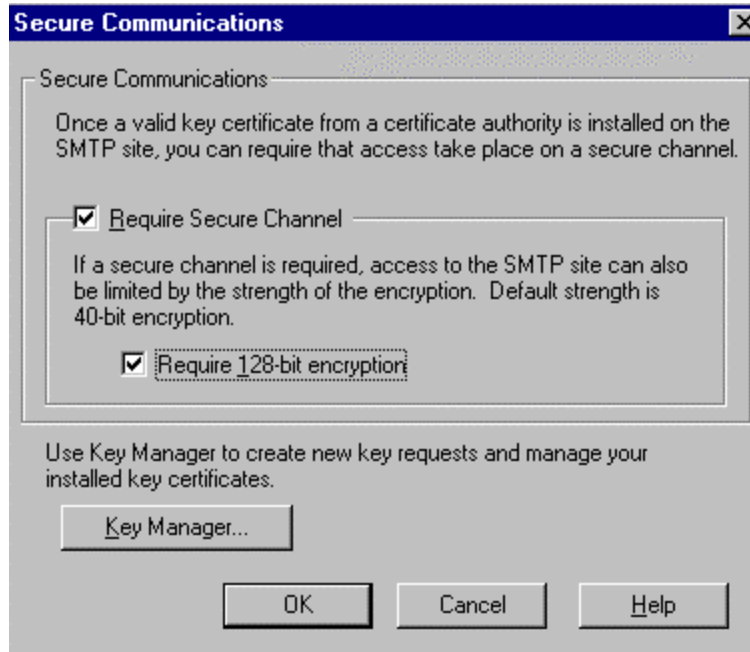 Secure Communications
Secure Communications
Once a valid key certificate from a certificate authority is installed on the
SMTP site, you can require that access take place on a secure channel.
Require Secure Channel
If a secure channel is required, access to the SMTP site can also
be limited by the strength of the encryption. Default strength is
40-bit encryption.
Require 128-bit encryption
Use Key Manager to create new key requests and manage your
installed key certificates.
Key Manager...
OK Cancel Help